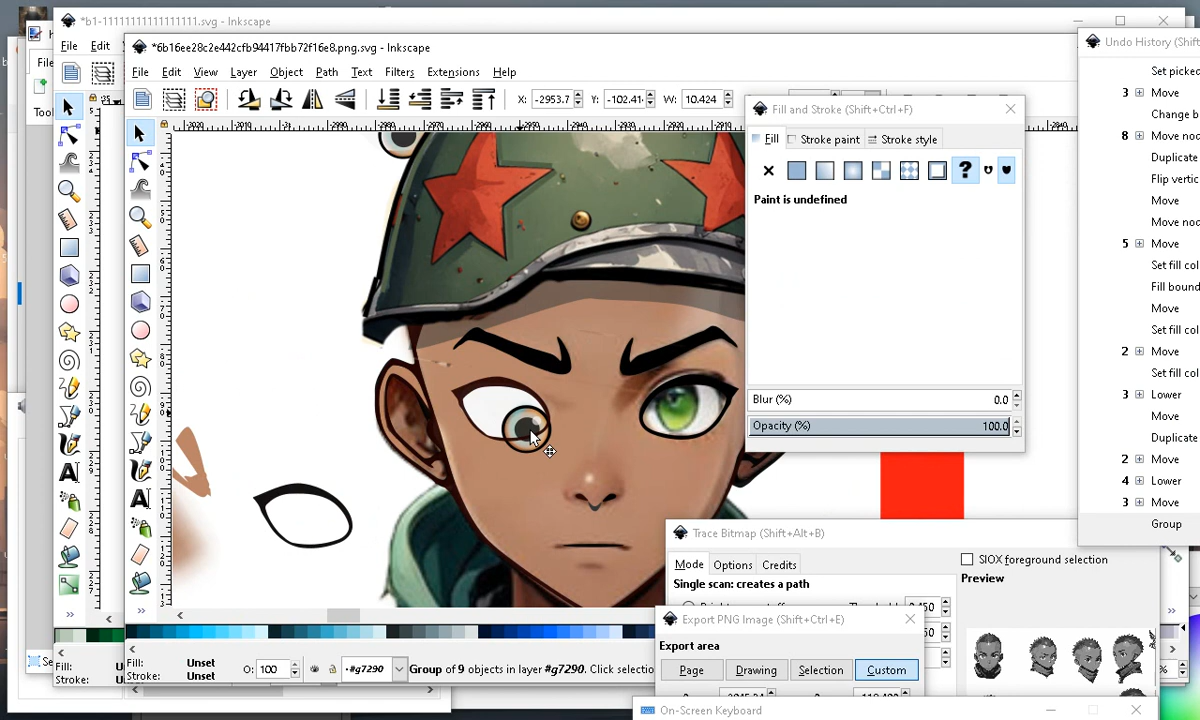 *b1-11111111111111111.svg - Inkscape
File Edit
*6b16ee28c2e442cfb94417fbb72f16e8.png.svg - Inkscape
File Edit View Layer Object Path Text Filters Extensions Help
X: -2953.7 Y: -102.41 W: 10.424
Fill and Stroke (Shift+Ctrl+F)
Fill Stroke paint Stroke style
?
Paint is undefined
Blur (%) 0.0
Opacity (%) 100.0
Undo History (Shift
Set picked
3 Move
Change b
8 Move noc
Duplicate
Flip vertic
Move
Move noc
5 Move
Set fill col
Fill bound
Move
Set fill col
2 Move
Set fill col
3 Lower
Move
Duplicate
2 Move
4 Lower
3 Move
Group
Trace Bitmap (Shift+Alt+B)
Mode Options Credits
Single scan: creates a path
SIOX foreground selection
Preview
Export PNG Image (Shift+Ctrl+E)
Export area
Page Drawing Selection Custom
On-Screen Keyboard
Fill: Unset
Stroke: Unset
O: 100
#g7290
Group of 9 objects in layer #g7290. Click selectio
Fill:
Stroke: